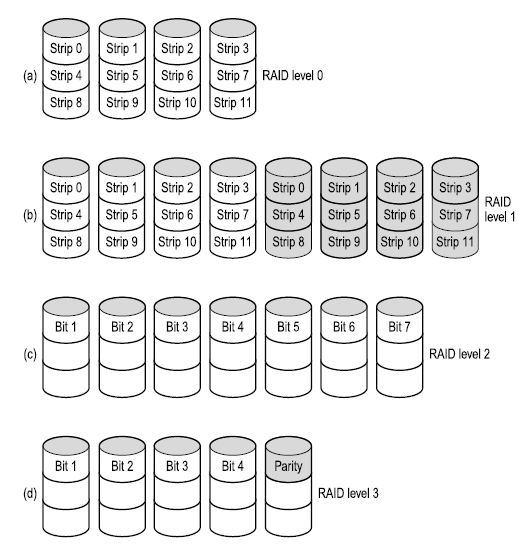 Strip 0 Strip 1 Strip 2 Strip 3
(a) Strip 4 Strip 5 Strip 6 Strip 7 RAID level 0
Strip 8 Strip 9 Strip 10 Strip 11
Strip 0 Strip 1 Strip 2 Strip 3 Strip 0 Strip 1 Strip 2 Strip 3
(b) Strip 4 Strip 5 Strip 6 Strip 7 Strip 4 Strip 5 Strip 6 Strip 7 RAID level 1
Strip 8 Strip 9 Strip 10 Strip 11 Strip 8 Strip 9 Strip 10 Strip 11
Bit 1 Bit 2 Bit 3 Bit 4 Bit 5 Bit 6 Bit 7
(c) RAID level 2
Bit 1 Bit 2 Bit 3 Bit 4 Parity
(d) RAID level 3